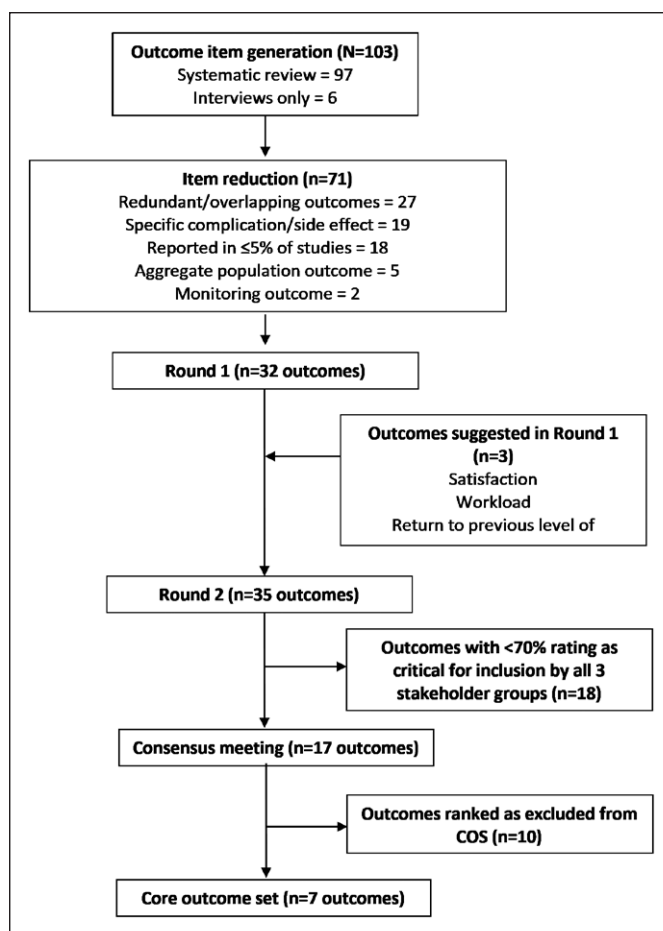 Outcome item generation (N=103)
Systematic review = 97
Interviews only = 6
Item reduction (n=71)
Redundant/overlapping outcomes = 27
Specific complication/side effect = 19
Reported in ≤5% of studies = 18
Aggregate population outcome = 5
Monitoring outcome = 2
Round 1 (n=32 outcomes)
Outcomes suggested in Round 1
(n=3)
Satisfaction
Workload
Return to previous level of
Round 2 (n=35 outcomes)
Outcomes with <70% rating as
critical for inclusion by all 3
stakeholder groups (n=18)
Consensus meeting (n=17 outcomes)
Outcomes ranked as excluded from
COS (n=10)
Core outcome set (n=7 outcomes)